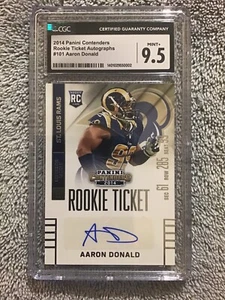 CGC
CERTIFIED GUARANTY COMPANY
2014 Panini Contenders
Rookie Ticket Autographs
#101 Aaron Donald
MINT+
9.5
RC
ST. LOUIS RAMS
PANINI
CONTENDERS
2014
ROOKIE TICKET
AARON DONALD